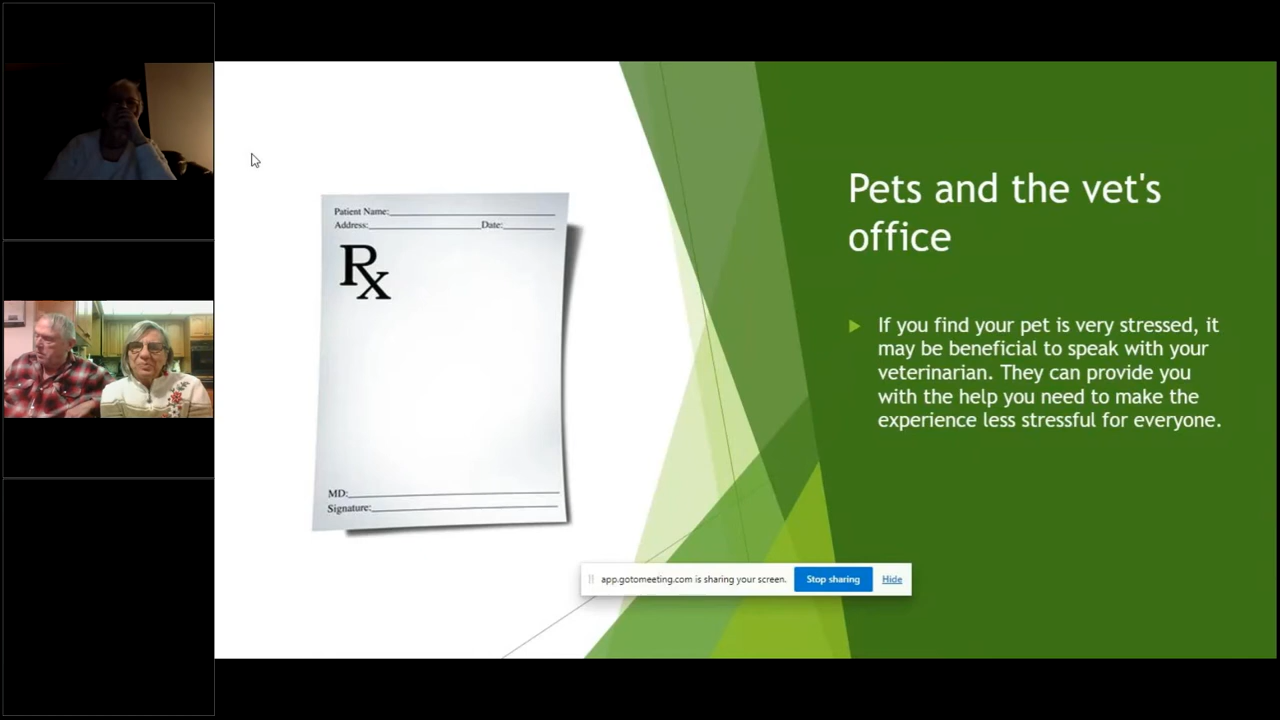 Pets and the vet's
office
If you find your pet is very stressed, it
may be beneficial to speak with your
veterinarian. They can provide you
with the help you need to make the
experience less stressful for everyone.
Patient Name:
Address: Date:
Rx
MD:
Signature:
app.gotomeeting.com is sharing your screen. Stop sharing Hide